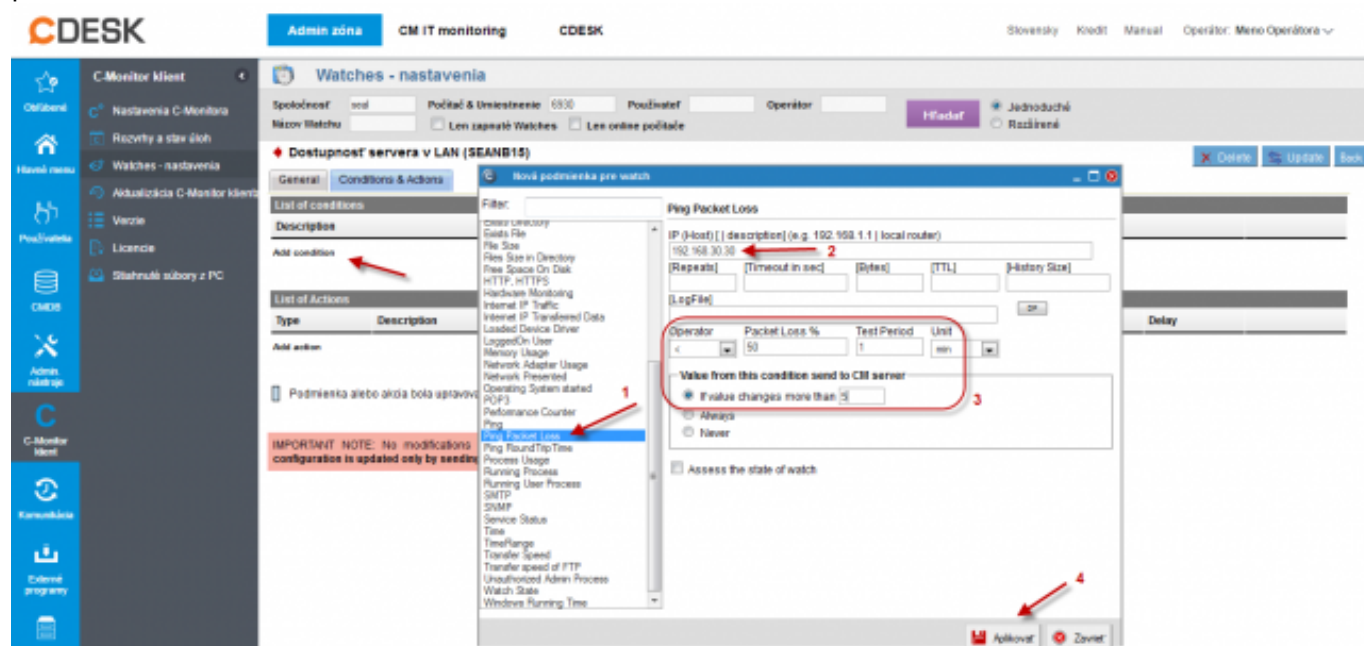 CDESK
Admin zóna CM IT monitoring CDESK
Slovensky Kredit Manual Operátor: Meno Operátora
Obľúbené
Hlavné menu
Používatelia
CMDB
Admin. nástroje
C-Monitor klient
Komunikácia
Externé programy
C-Monitor klient
Nastavenia C-Monitora
Rozvrhy a stav úloh
Watches - nastavenia
Aktualizácia C-Monitor klienta
Verzie
Licencie
Stiahnuté súbory z PC
Watches - nastavenia
Spoločnosť seal Počítač & Umiestnenie 6930 Používateľ Operátor
Názov Watchu Len zapnuté Watches Len online počítače
Hľadať
Jednoduché
Rozšírené
Dostupnosť servera v LAN (SEANB15)
Delete Update Back
General Conditions & Actions
List of conditions
Description
Add condition
List of Actions
Type Description Delay
Add action
Podmienka alebo akcia bola upravov
IMPORTANT NOTE: No modifications
configuration is updated only by sending
Nová podmienka pre watch
Filter:
Exists Directory
Exists File
File Size
Files Size in Directory
Free Space On Disk
HTTP, HTTPS
Hardware Monitoring
Internet IP Traffic
Internet IP Transfered Data
Loaded Device Driver
LoggedOn User
Memory Usage
Network Adapter Usage
Network Presented
Operating System started
POP3
Performance Counter
Ping
Ping Packet Loss
Ping RoundTripTime
Process Usage
Running Process
Running User Process
SMTP
SNMP
Service Status
Time
TimeRange
Transfer Speed
Transfer speed of FTP
Unauthorized Admin Process
Watch State
Windows Running Time
1
Ping Packet Loss
IP (Host) [ | description] (e.g. 192.168.1.1 | local router)
192.168.30.30
2
[Repeats] [Timeout in sec] [Bytes] [TTL] [History Size]
[LogFile]
Operator Packet Loss % Test Period Unit
< 50 1 min
Value from this condition send to CM server
If value changes more than 5
3
Always
Never
Assess the state of watch
4
Aplikovať Zavrieť